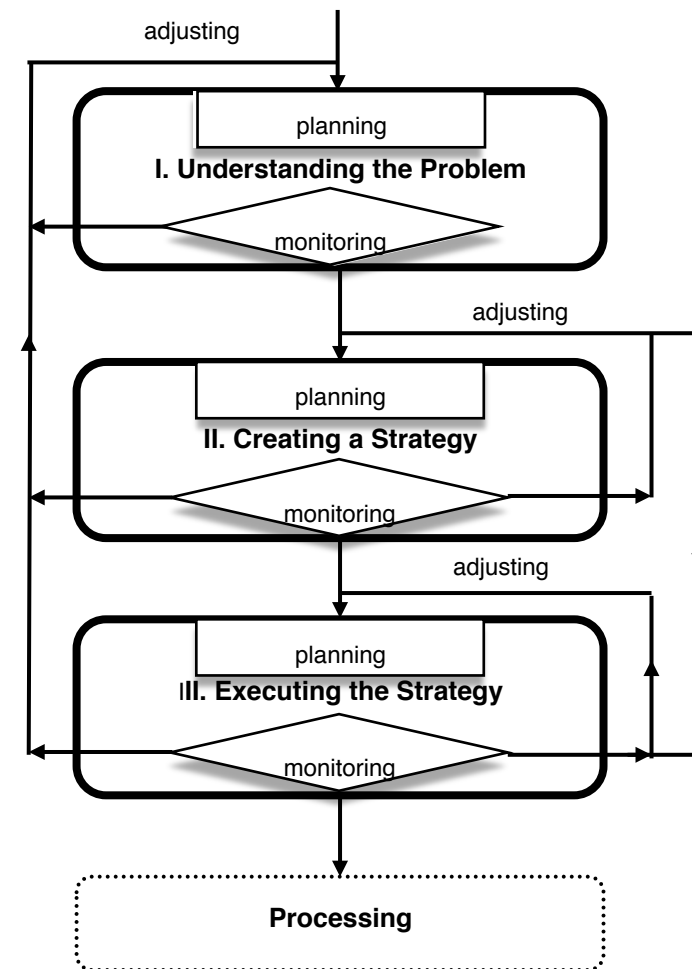 adjusting
planning
I. Understanding the Problem
monitoring
adjusting
planning
II. Creating a Strategy
monitoring
adjusting
planning
III. Executing the Strategy
monitoring
Processing